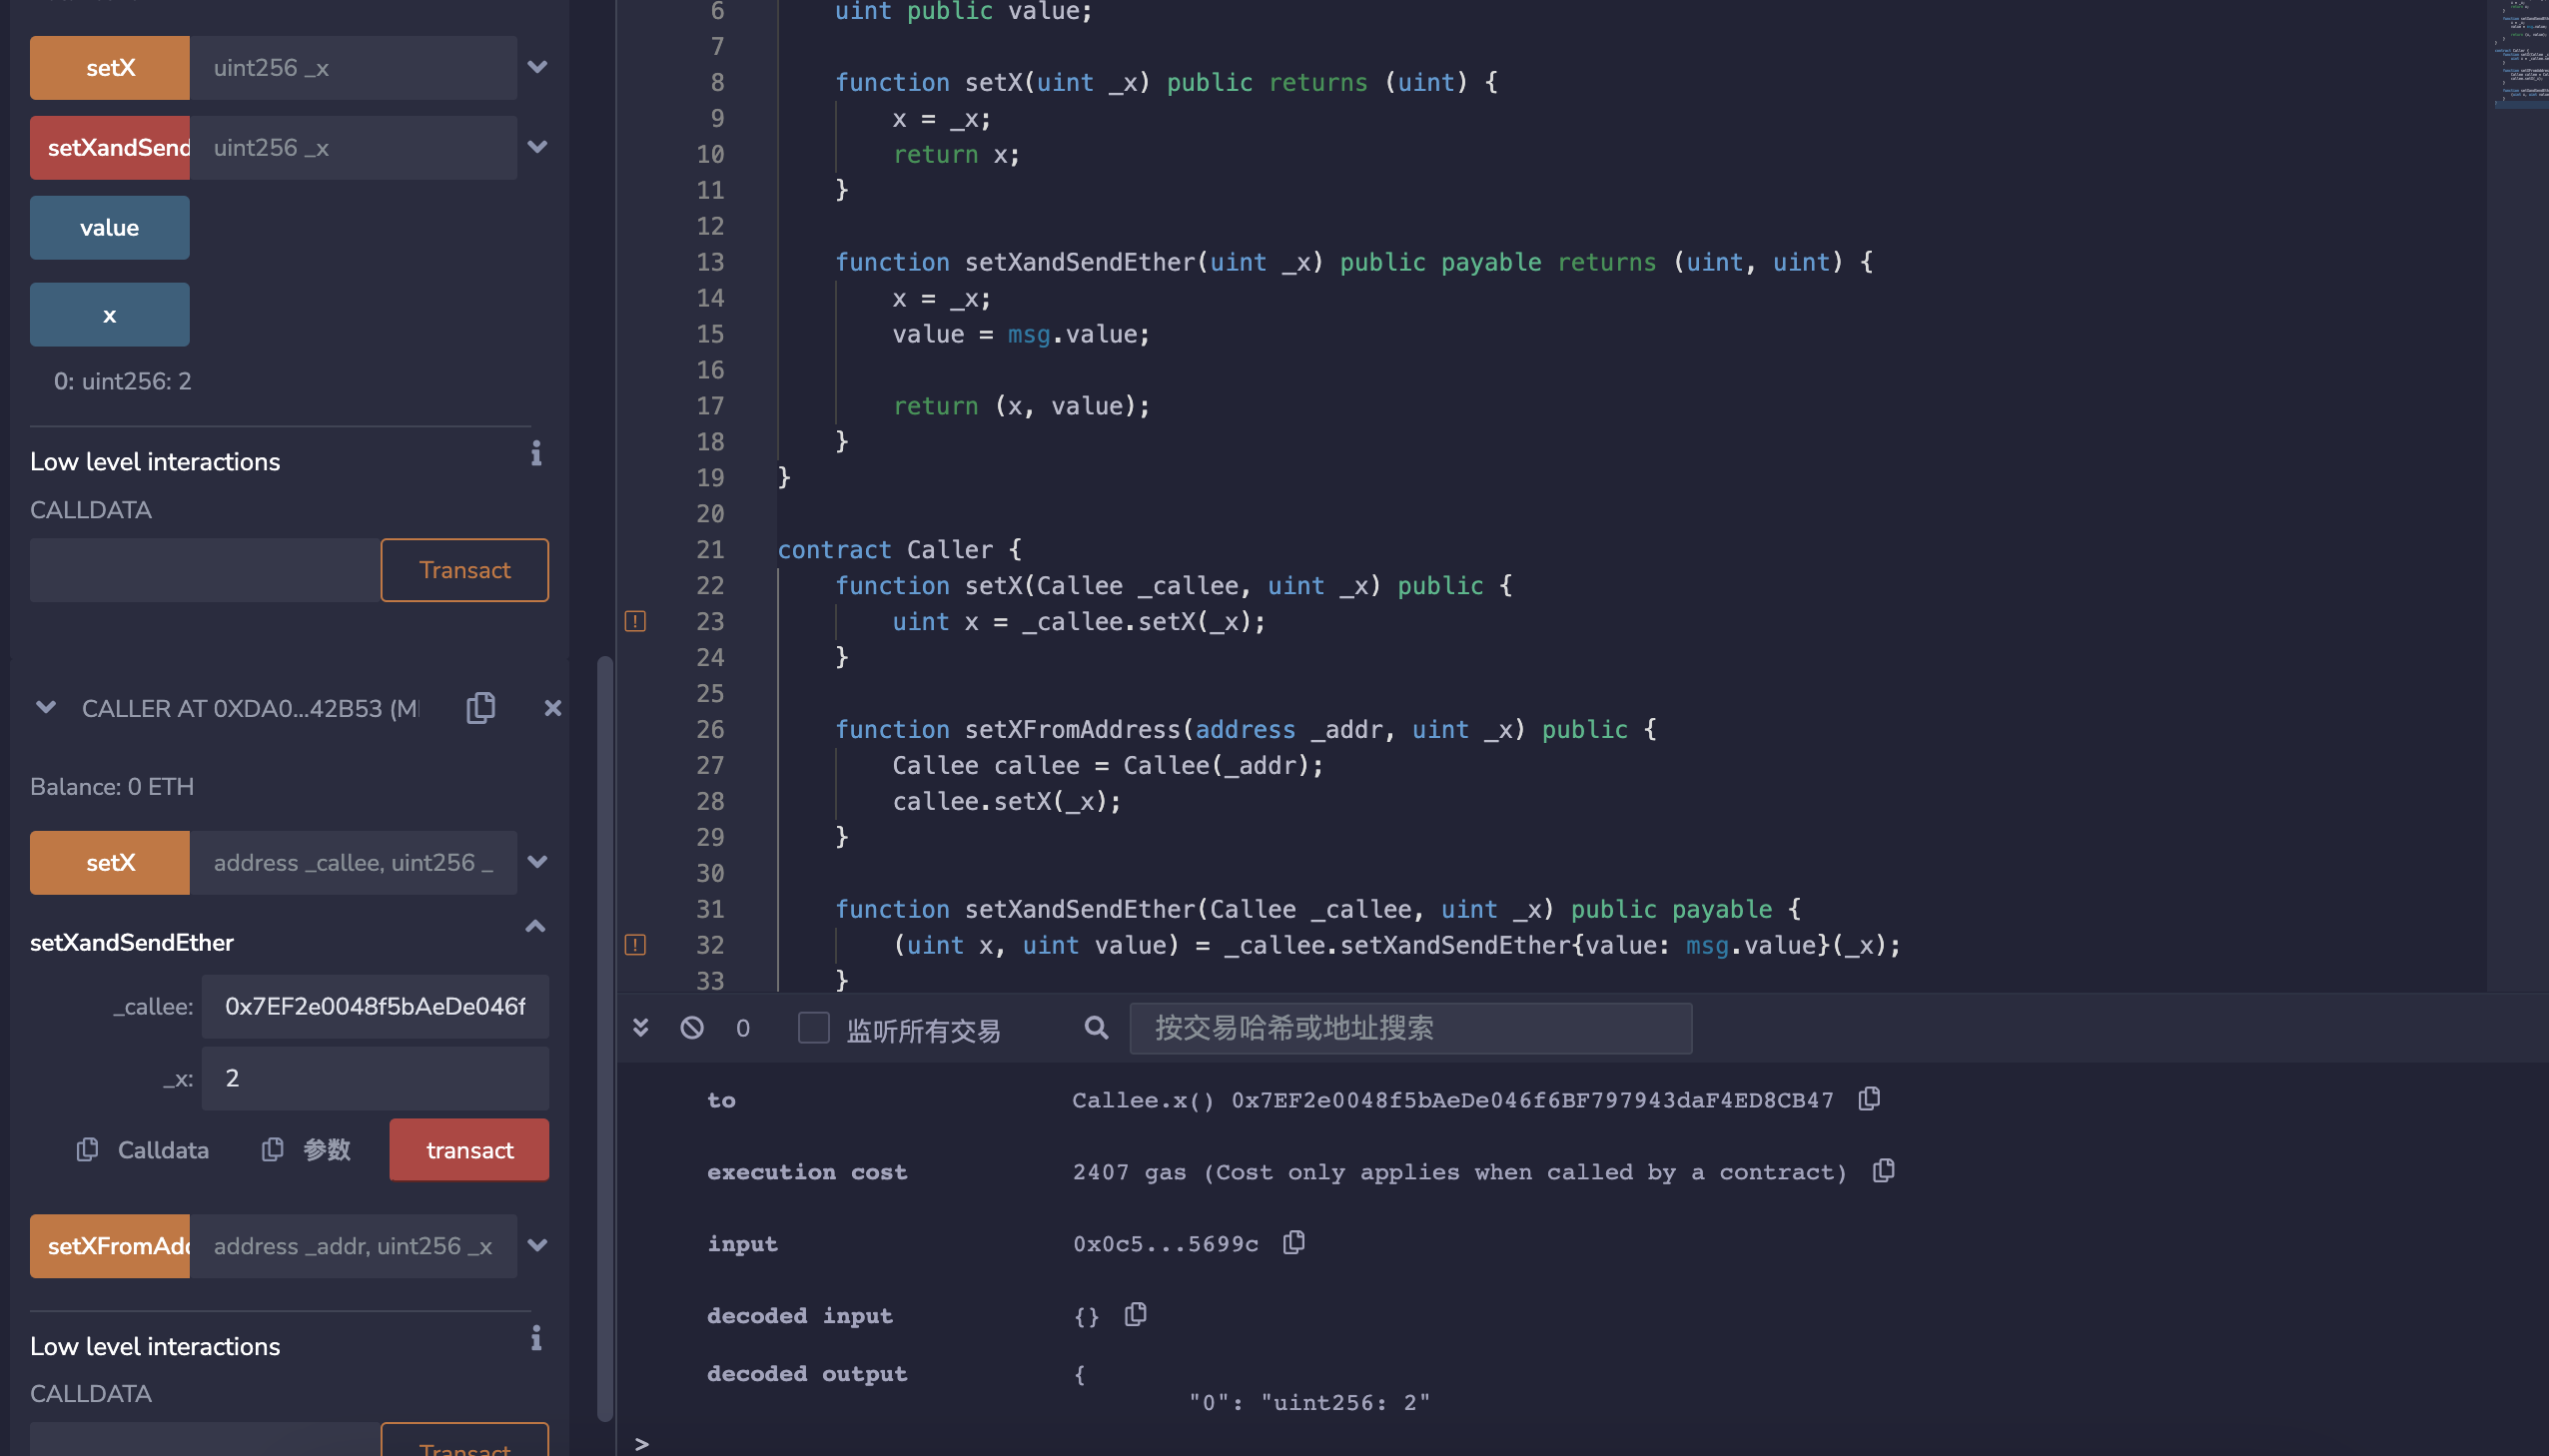 setX uint256 _x
setXandSend uint256 _x
value
x
0: uint256: 2
Low level interactions
CALLDATA
Transact
CALLER AT 0XDA0...42B53 (M
Balance: 0 ETH
setX address _callee, uint256 _
setXandSendEther
_callee: 0x7EF2e0048f5bAeDe046f
_x: 2
Calldata 参数 transact
setXFromAdd address _addr, uint256 _x
Low level interactions
CALLDATA
Transact
6 uint public value;
7
8 function setX(uint _x) public returns (uint) {
9 x = _x;
10 return x;
11 }
12
13 function setXandSendEther(uint _x) public payable returns (uint, uint) {
14 x = _x;
15 value = msg.value;
16
17 return (x, value);
18 }
19 }
20
21 contract Caller {
22 function setX(Callee _callee, uint _x) public {
23 uint x = _callee.setX(_x);
24 }
25
26 function setXFromAddress(address _addr, uint _x) public {
27 Callee callee = Callee(_addr);
28 callee.setX(_x);
29 }
30
31 function setXandSendEther(Callee _callee, uint _x) public payable {
32 (uint x, uint value) = _callee.setXandSendEther{value: msg.value}(_x);
33 }
0 监听所有交易 按交易哈希或地址搜索
to Callee.x() 0x7EF2e0048f5bAeDe046f6BF797943daF4ED8CB47
execution cost 2407 gas (Cost only applies when called by a contract)
input 0x0c5...5699c
decoded input {}
decoded output {
"0": "uint256: 2"
>